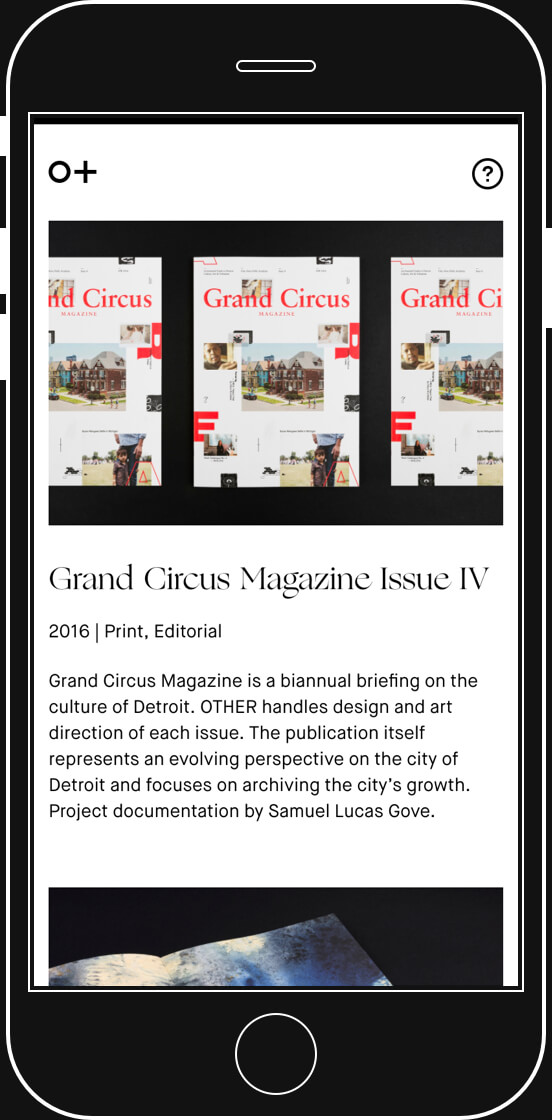 O+
?
nd Circus
MAGAZINE
Grand Circus
MAGAZINE
Grand Ci
MAGAZINE
R
R
E
E
Grand Circus Magazine Issue IV
2016 | Print, Editorial
Grand Circus Magazine is a biannual briefing on the
culture of Detroit. OTHER handles design and art
direction of each issue. The publication itself
represents an evolving perspective on the city of
Detroit and focuses on archiving the city’s growth.
Project documentation by Samuel Lucas Gove.